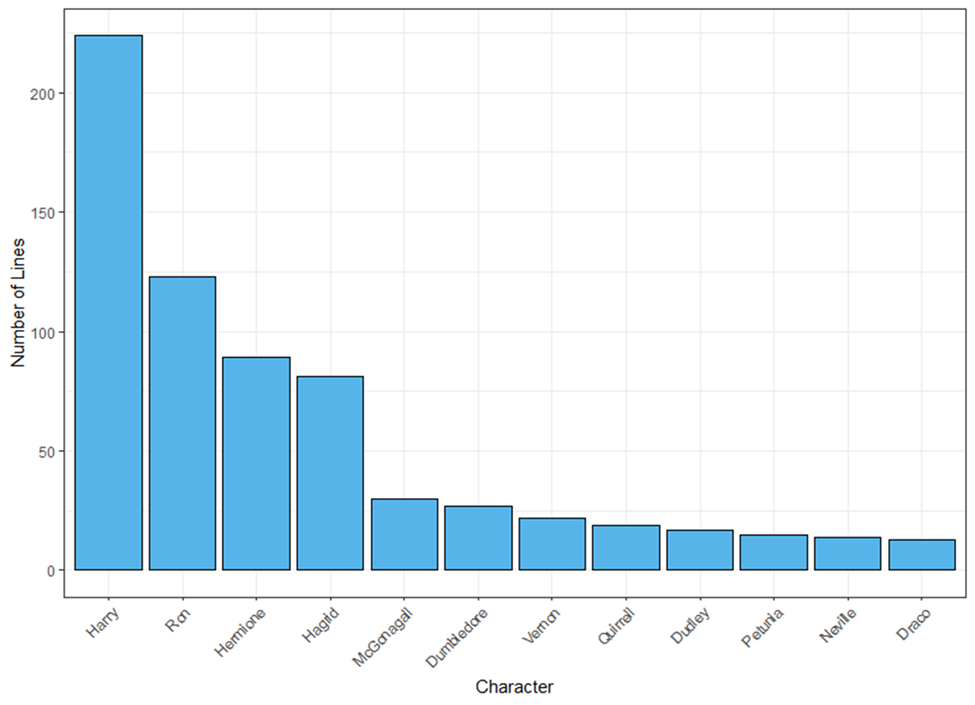 Number of Lines
200
150
100
50
0
Harry
Ron
Hermione
Hagrid
McGonagall
Dumbledore
Vernon
Quirrell
Dudley
Petunia
Neville
Draco
Character